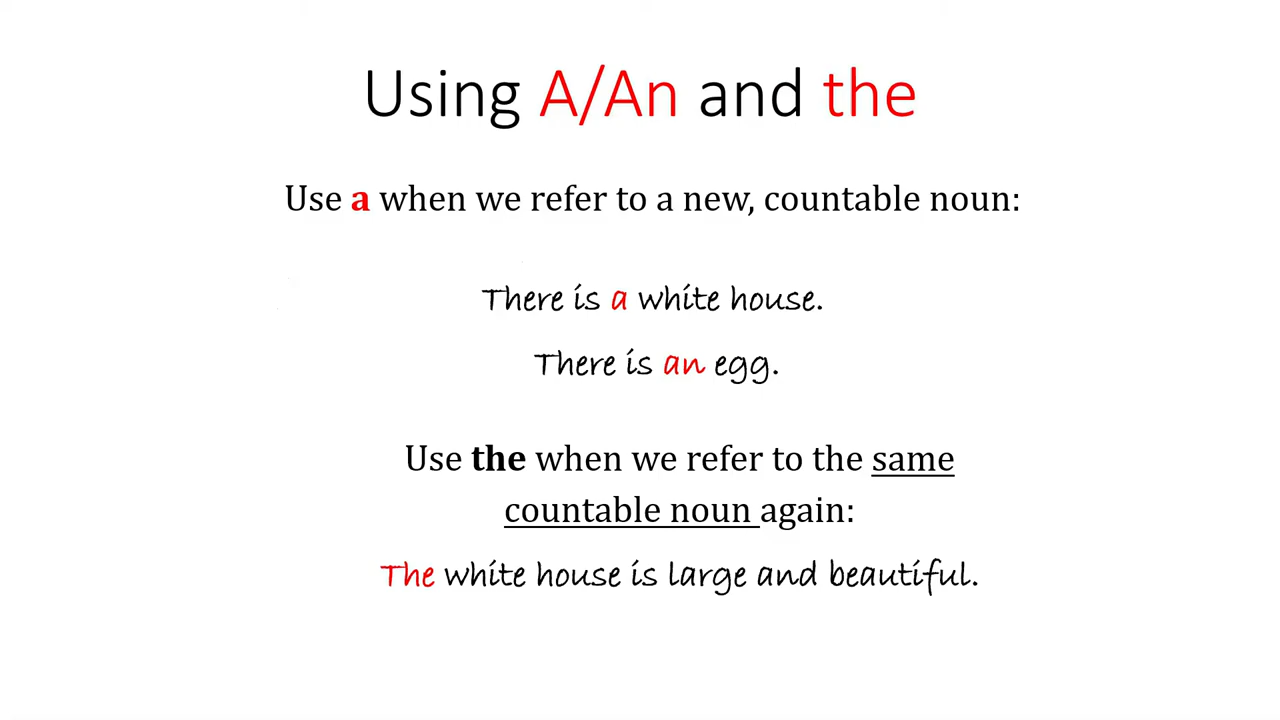 Using A/An and the
Use a when we refer to a new, countable noun:
There is a white house.
There is an egg.
Use the when we refer to the same
countable noun again:
The white house is large and beautiful.